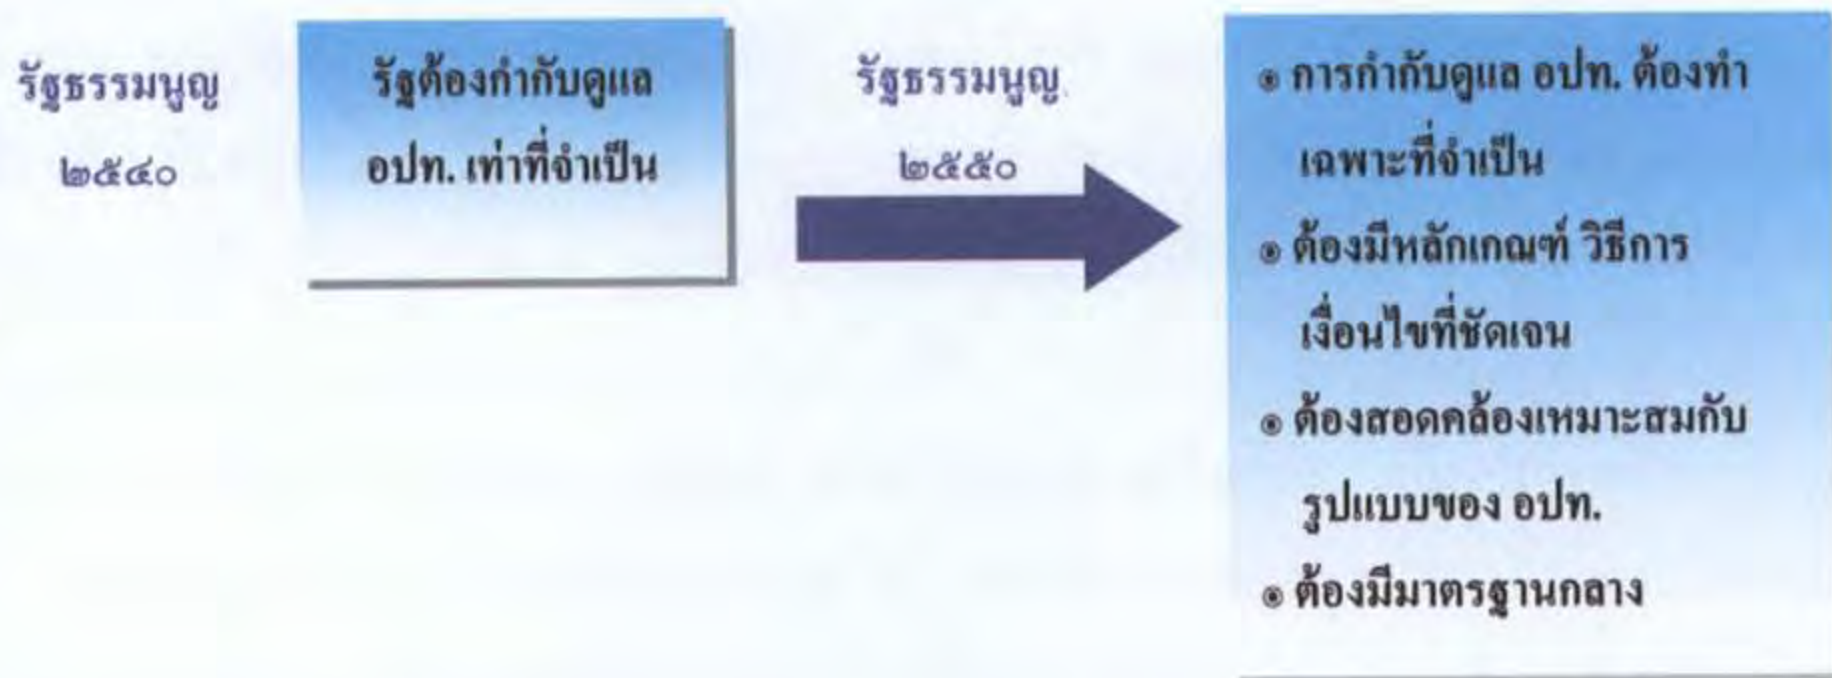 รัฐธรรมนูญ
๒๕๔๐
รัฐต้องกำกับดูแล
อปท. เท่าที่จำเป็น
รัฐธรรมนูญ
๒๕๕๐
๏ การกำกับดูแล อปท. ต้องทำ
เฉพาะที่จำเป็น
๏ ต้องมีหลักเกณฑ์ วิธีการ
เงื่อนไขที่ชัดเจน
๏ ต้องสอดคล้องเหมาะสมกับ
รูปแบบของ อปท.
๏ ต้องมีมาตรฐานกลาง